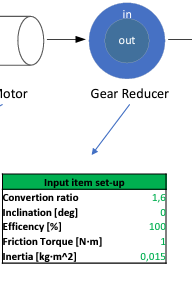 in
out
Motor
Gear Reducer
Input item set-up
Convertion ratio 1,6
Inclination [deg] 0
Efficency [%] 100
Friction Torque [N·m] 1
Inertia [kg·m^2] 0,015